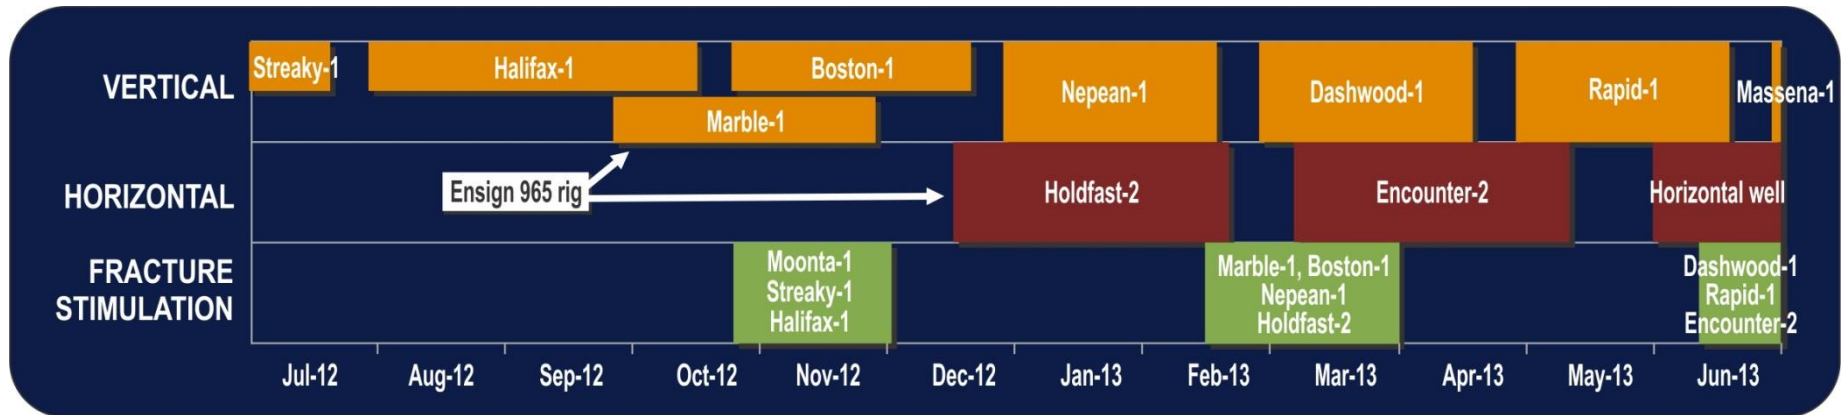 VERTICAL
Streaky-1
Halifax-1
Boston-1
Marble-1
Nepean-1
Dashwood-1
Rapid-1
Massena-1
HORIZONTAL
Ensign 965 rig
Holdfast-2
Encounter-2
Horizontal well
FRACTURE
STIMULATION
Moonta-1
Streaky-1
Halifax-1
Marble-1, Boston-1
Nepean-1
Holdfast-2
Dashwood-1
Rapid-1
Encounter-2
Jul-12
Aug-12
Sep-12
Oct-12
Nov-12
Dec-12
Jan-13
Feb-13
Mar-13
Apr-13
May-13
Jun-13